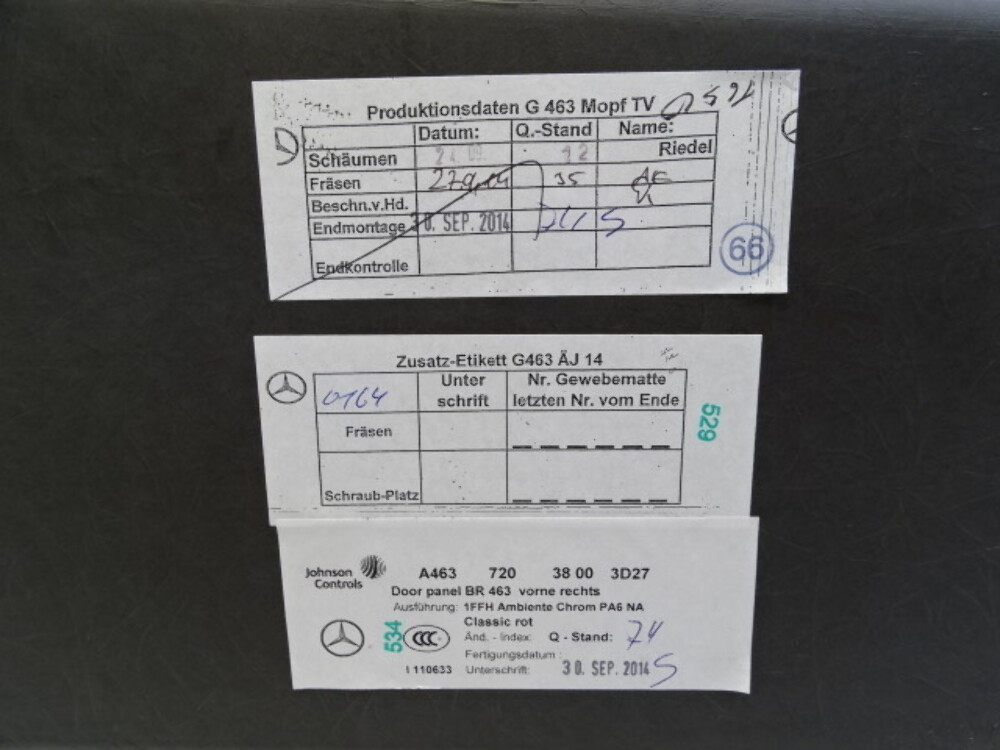 Produktionsdaten G 463 Mopf TV
Datum: Q.-Stand Name:
Schäumen 12 Riedel
Fräsen 35
Beschn.v.Hd.
Endmontage 30. SEP. 2014
Endkontrolle
66
Zusatz-Etikett G463 ÄJ 14
0164 Unter schrift Nr. Gewebematte
letzten Nr. vom Ende
Fräsen
529
Schraub-Platz
Johnson Controls
A463 720 38 00 3D27
Door panel BR 463 vorne rechts
Ausführung: 1FFH Ambiente Chrom PA6 NA
Classic rot
534 CCC Änd. - Index: Q - Stand: 74
Fertigungsdatum :
I 110633 Unterschrift: 30. SEP. 2014 S